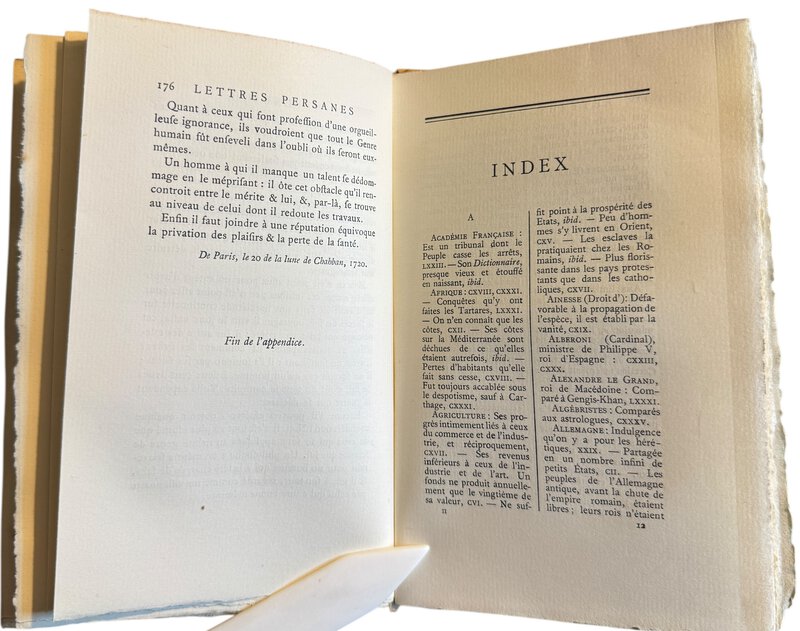 176 LETTRES PERSANES
Quant à ceux qui font profeſſion d'une orgueil-
leuſe ignorance, ils voudroient que tout le Genre
humain fût enſeveli dans l'oubli où ils ſeront eux-
mêmes.
Un homme à qui il manque un talent ſe dédom-
mage en le mépriſant : il ôte cet obſtacle qu'il ren-
controit entre le mérite & lui, &, par-là, ſe trouve
au niveau de celui dont il redoute les travaux.
Enfin il faut joindre à une réputation équivoque
la privation des plaiſirs & la perte de la ſanté.
De Paris, le 20 de la lune de Chahban, 1720.
Fin de l'appendice.
INDEX
A
ACADÉMIE FRANÇAISE :
Est un tribunal dont le
Peuple casse les arrêts,
LXXIII. — Son Dictionnaire,
presque vieux et étouffé
en naissant, ibid.
AFRIQUE : CXVIII, CXXXI.
— Conquêtes qu'y ont
faites les Tartares, LXXXI.
— On n'en connaît que les
côtes, CXII. — Ses côtes
sur la Méditerranée sont
déchues de ce qu'elles
étaient autrefois, ibid. —
Pertes d'habitants qu'elle
fait sans cesse, CXVIII. —
Fut toujours accablée sous
le despotisme, sauf à Car-
thage, CXXXI.
AGRICULTURE : Ses pro-
grès intimement liés à ceux
du commerce et de l'indus-
trie, et réciproquement,
CVII. — Ses revenus
inférieurs à ceux de l'in-
dustrie et de l'art. Un
fonds ne produit annuelle-
ment que le vingtième de
sa valeur, CVI. — Ne suf-
II
fit point à la prospérité des
Etats, ibid. — Peu d'hom-
mes s'y livrent en Orient,
CXV. — Les esclaves la
pratiquaient chez les Ro-
mains, ibid. — Plus floris-
sante dans les pays protes-
tants que dans les catho-
liques, CXVII.
AINESSE (Droit d') : Défa-
vorable à la propagation de
l'espèce, il est établi par la
vanité, CXIX.
ALBERONI (Cardinal),
ministre de Philippe V,
roi d'Espagne : CXXIII,
CXXX.
ALEXANDRE LE GRAND,
roi de Macédoine : Com-
paré à Gengis-Khan, LXXXI.
ALGÉBRISTES : Comparés
aux astrologues, CXXXV.
ALLEMAGNE : Indulgence
qu'on y a pour les héré-
tiques, XXIX. — Partagée
en un nombre infini de
petits États, CII. — Les
peuples de l'Allemagne
antique, avant la chute de
l'empire romain, étaient
libres ; leurs rois n'étaient
12